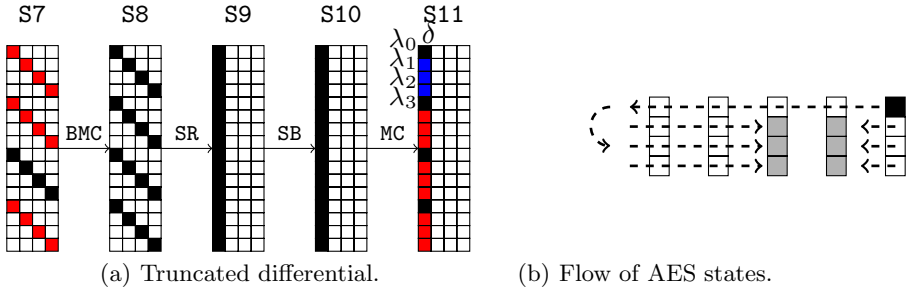 S7 S8 S9 S10 S11
λ0 δ
λ1
λ2
λ3
BMC SR SB MC
(a) Truncated differential. (b) Flow of AES states.